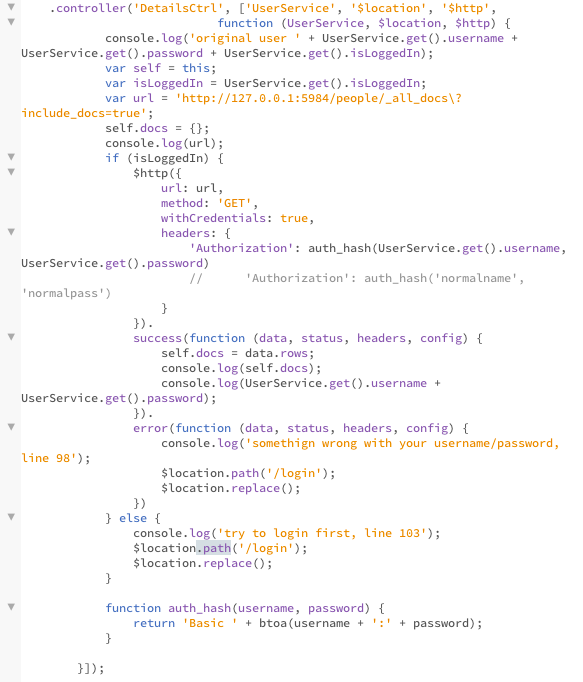 .controller('DetailsCtrl', ['UserService', '$location', '$http',
function (UserService, $location, $http) {
console.log('original user ' + UserService.get().username +
UserService.get().password + UserService.get().isLoggedIn);
var self = this;
var isLoggedIn = UserService.get().isLoggedIn;
var url = 'http://127.0.0.1:5984/people/_all_docs\?
include_docs=true';
self.docs = {};
console.log(url);
if (isLoggedIn) {
$http({
url: url,
method: 'GET',
withCredentials: true,
headers: {
'Authorization': auth_hash(UserService.get().username,
UserService.get().password)
// 'Authorization': auth_hash('normalname',
'normalpass')
}
}).
success(function (data, status, headers, config) {
self.docs = data.rows;
console.log(self.docs);
console.log(UserService.get().username +
UserService.get().password);
}).
error(function (data, status, headers, config) {
console.log('somethign wrong with your username/password,
line 98');
$location.path('/login');
$location.replace();
})
} else {
console.log('try to login first, line 103');
$location.path('/login');
$location.replace();
}
function auth_hash(username, password) {
return 'Basic ' + btoa(username + ':' + password);
}
}]);